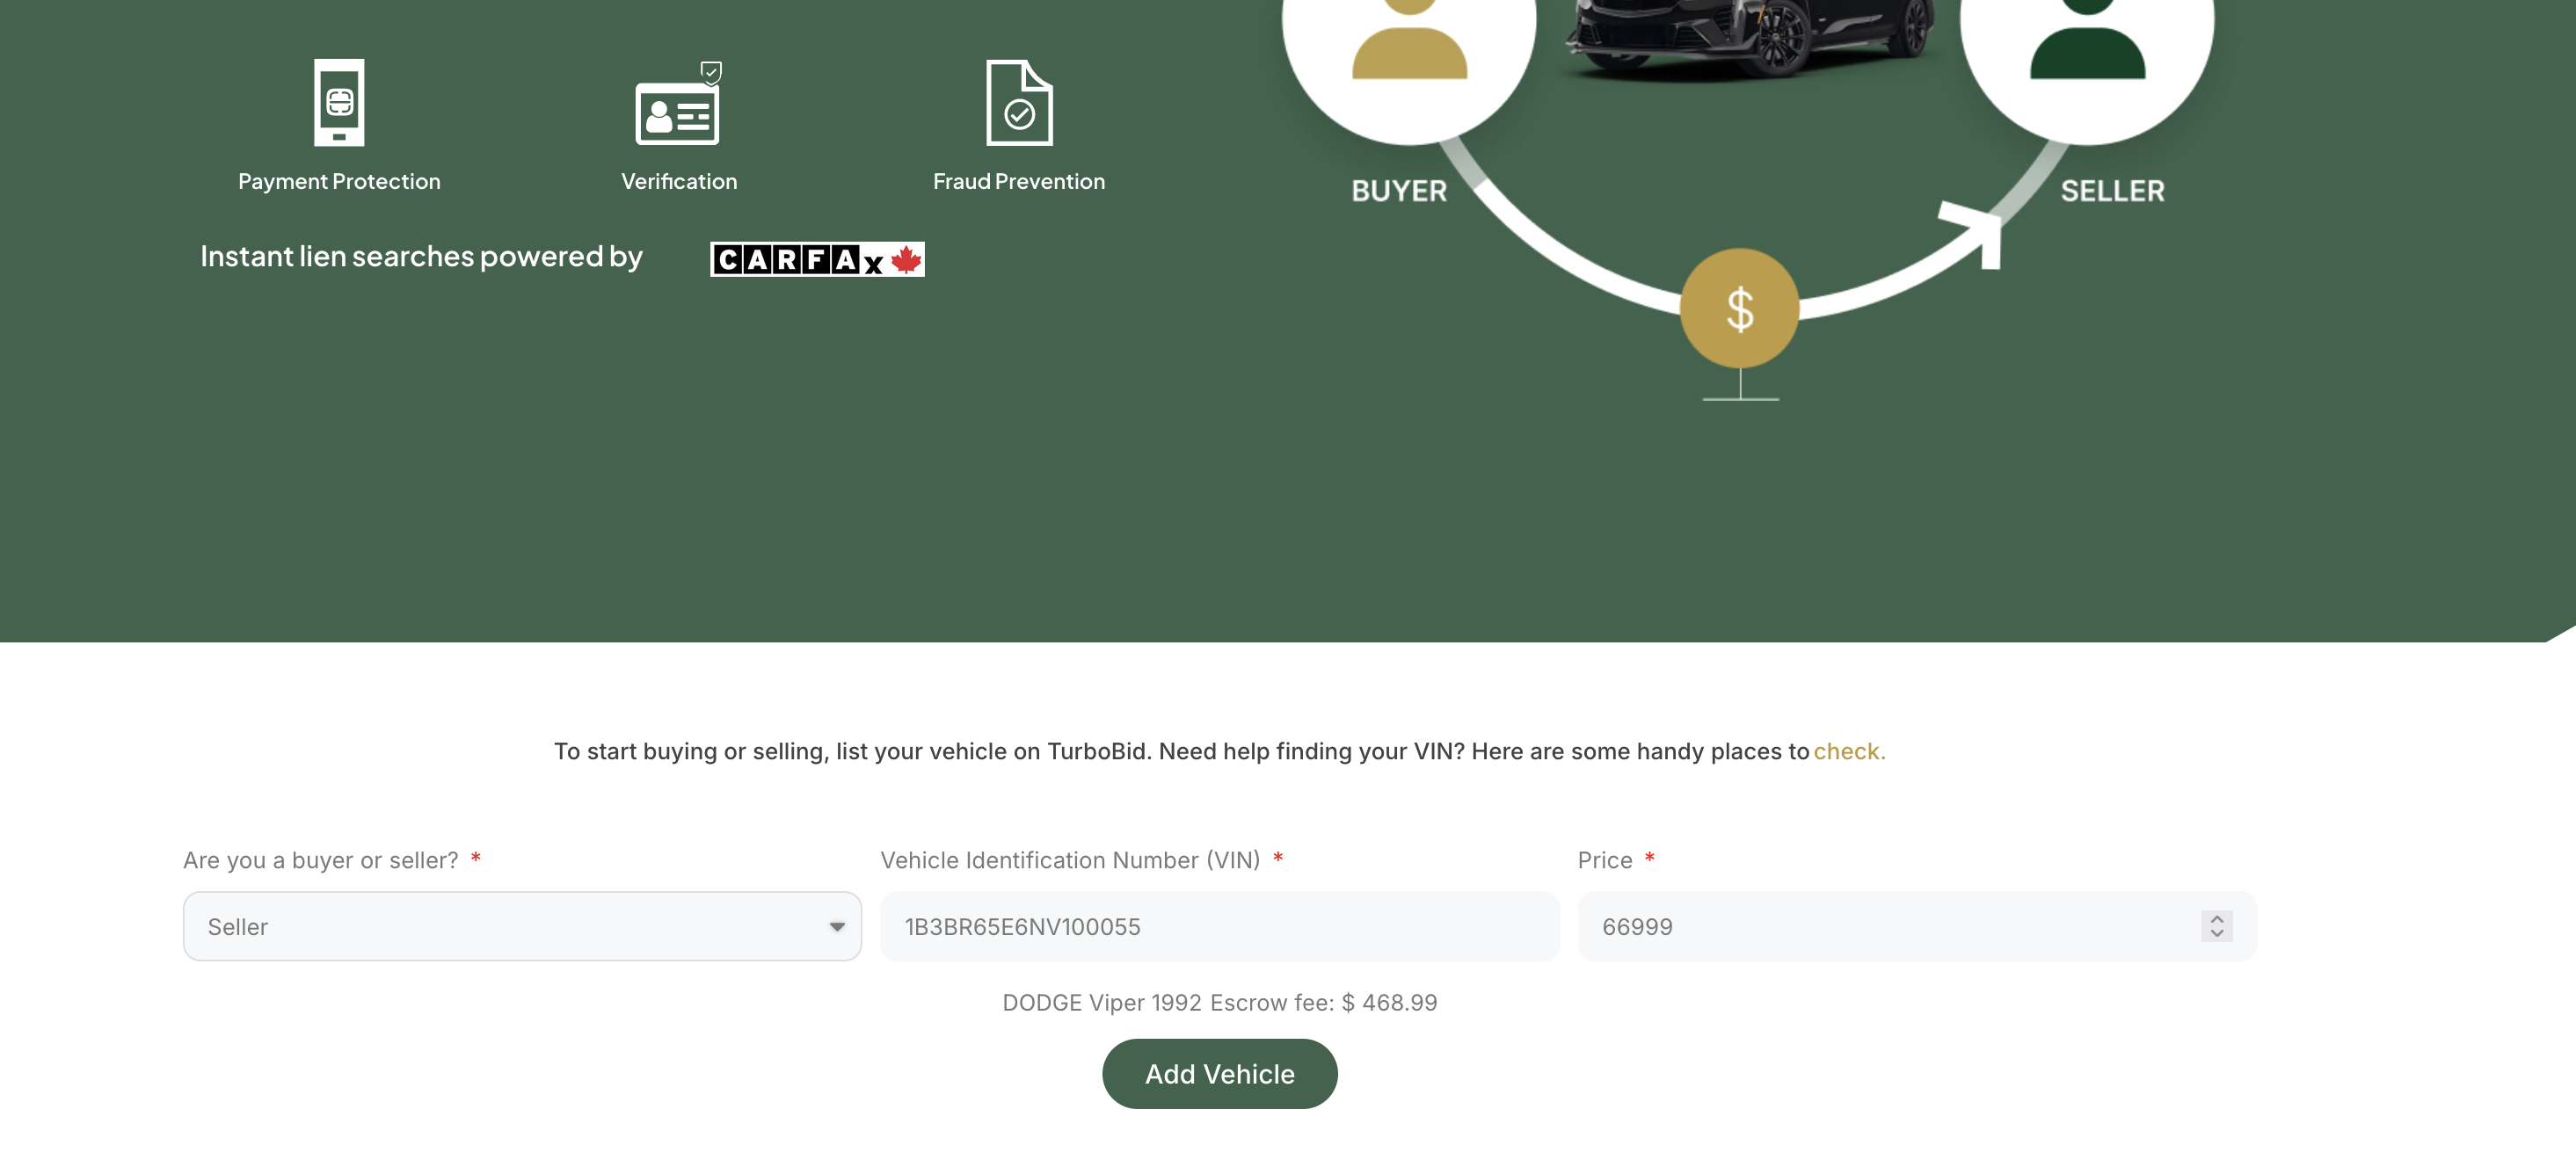 Payment Protection
Verification
Fraud Prevention
Instant lien searches powered by CARFAX
BUYER
SELLER
$
To start buying or selling, list your vehicle on TurboBid. Need help finding your VIN? Here are some handy places to check.
Are you a buyer or seller? *
Vehicle Identification Number (VIN) *
Price *
Seller
1B3BR65E6NV100055
66999
DODGE Viper 1992 Escrow fee: $ 468.99
Add Vehicle